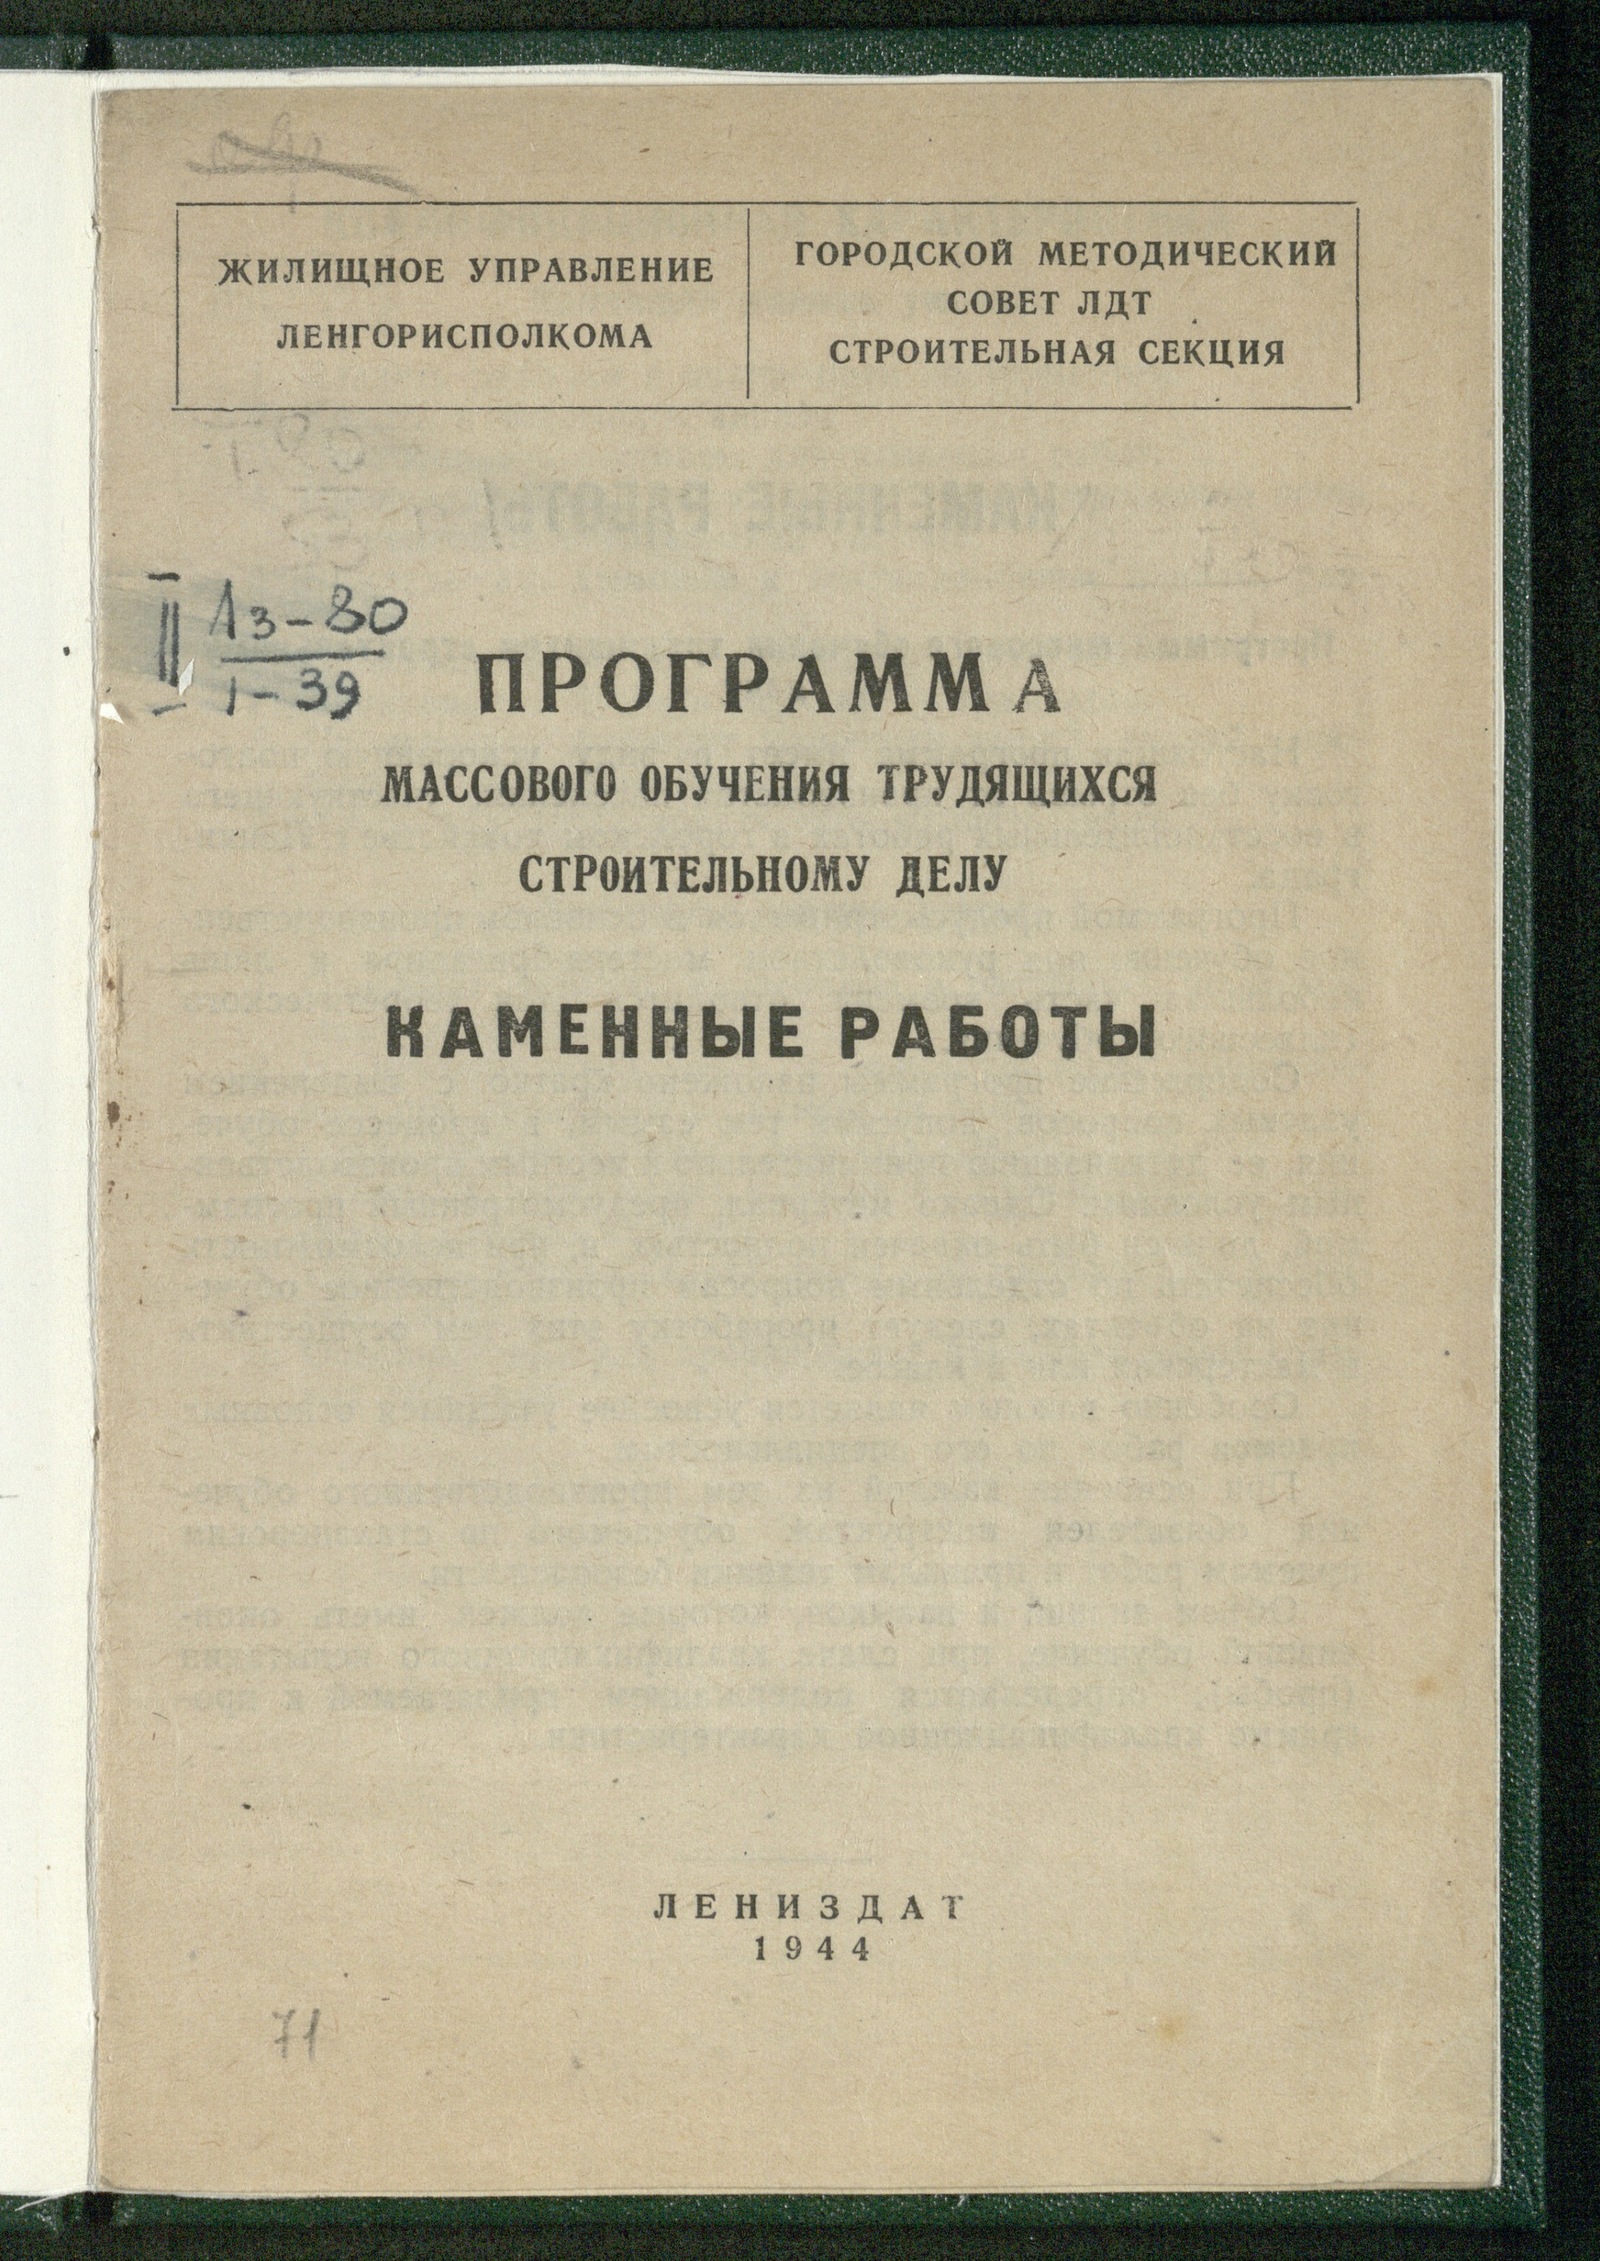 ЖИЛИЩНОЕ УПРАВЛЕНИЕ
ЛЕНГОРИСПОЛКОМА
ГОРОДСКОЙ МЕТОДИЧЕСКИЙ
СОВЕТ ЛДТ
СТРОИТЕЛЬНАЯ СЕКЦИЯ
II Аз-80
1-39
ПРОГРАММА
МАССОВОГО ОБУЧЕНИЯ ТРУДЯЩИХСЯ
СТРОИТЕЛЬНОМУ ДЕЛУ
КАМЕННЫЕ РАБОТЫ
ЛЕНИЗДАТ
1944
71